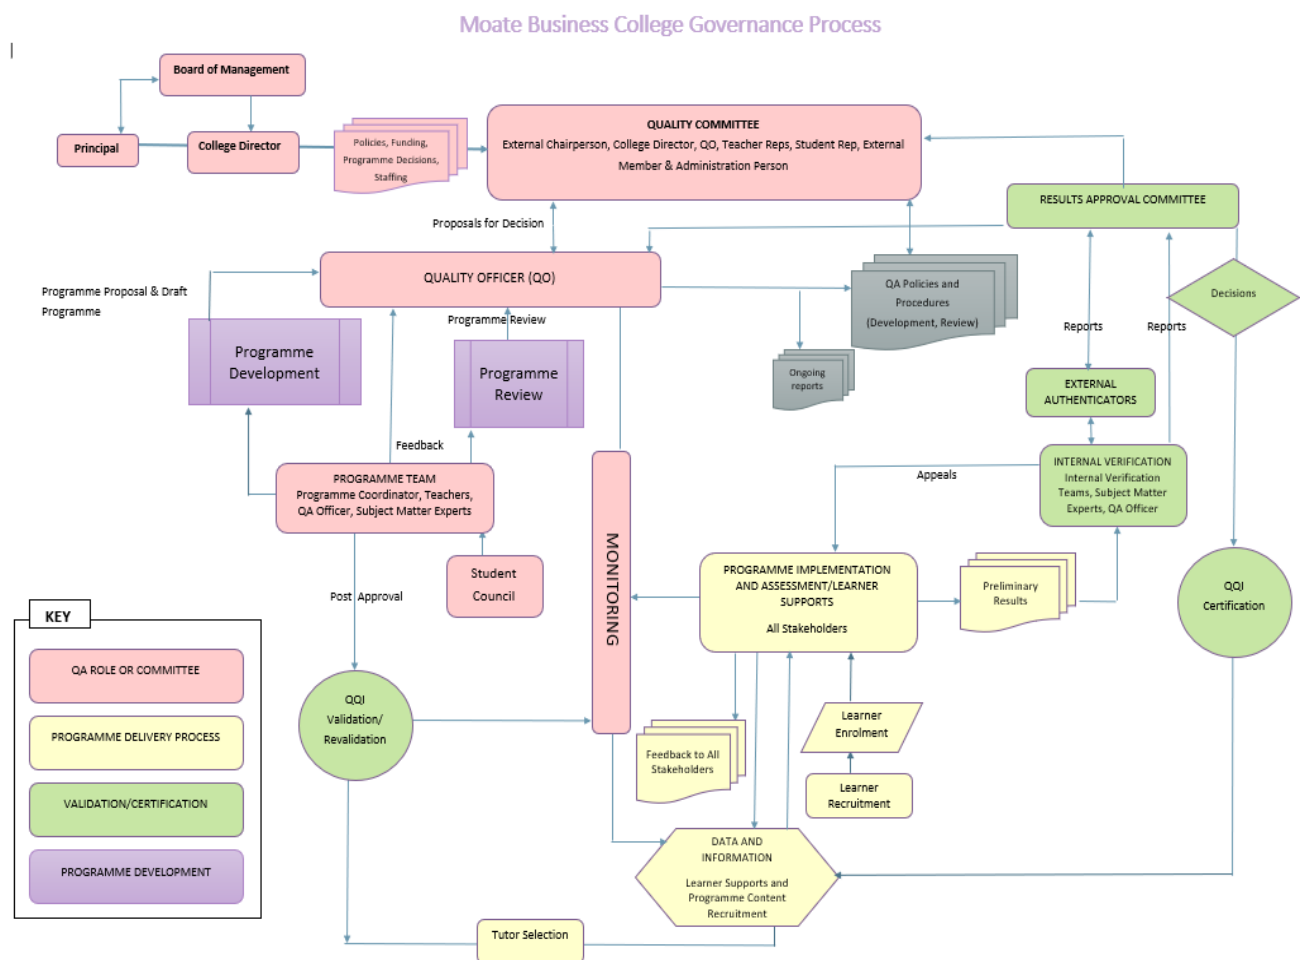 Moate Business College Governance Process
Board of Management
Principal
College Director
Policies, Funding,
Programme Decisions,
Staffing
QUALITY COMMITTEE
External Chairperson, College Director, QO, Teacher Reps, Student Rep, External
Member & Administration Person
RESULTS APPROVAL COMMITTEE
Proposals for Decision
QUALITY OFFICER (QO)
QA Policies and
Procedures
(Development, Review)
Decisions
Programme Proposal & Draft
Programme
Programme Review
Reports
Reports
Programme
Development
Programme
Review
Ongoing
reports
EXTERNAL
AUTHENTICATORS
Feedback
PROGRAMME TEAM
Programme Coordinator, Teachers,
QA Officer, Subject Matter Experts
Appeals
INTERNAL VERIFICATION
Internal Verification
Teams, Subject Matter
Experts, QA Officer
MONITORING
Student
Council
Post Approval
PROGRAMME IMPLEMENTATION
AND ASSESSMENT/LEARNER
SUPPORTS
All Stakeholders
Preliminary
Results
QQI
Certification
KEY
QA ROLE OR COMMITTEE
PROGRAMME DELIVERY PROCESS
VALIDATION/CERTIFICATION
PROGRAMME DEVELOPMENT
QQI
Validation/
Revalidation
Feedback to All
Stakeholders
Learner
Enrolment
Learner
Recruitment
DATA AND
INFORMATION
Learner Supports and
Programme Content
Recruitment
Tutor Selection